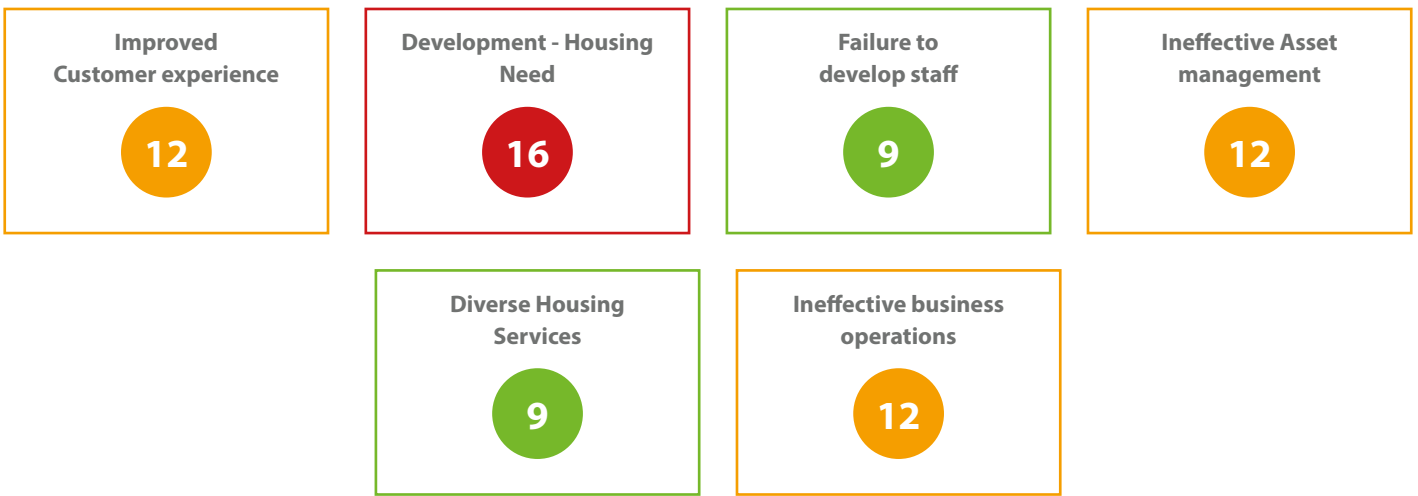 Improved
Customer experience
12
Development - Housing
Need
16
Failure to
develop staff
9
Ineffective Asset
management
12
Diverse Housing
Services
9
Ineffective business
operations
12